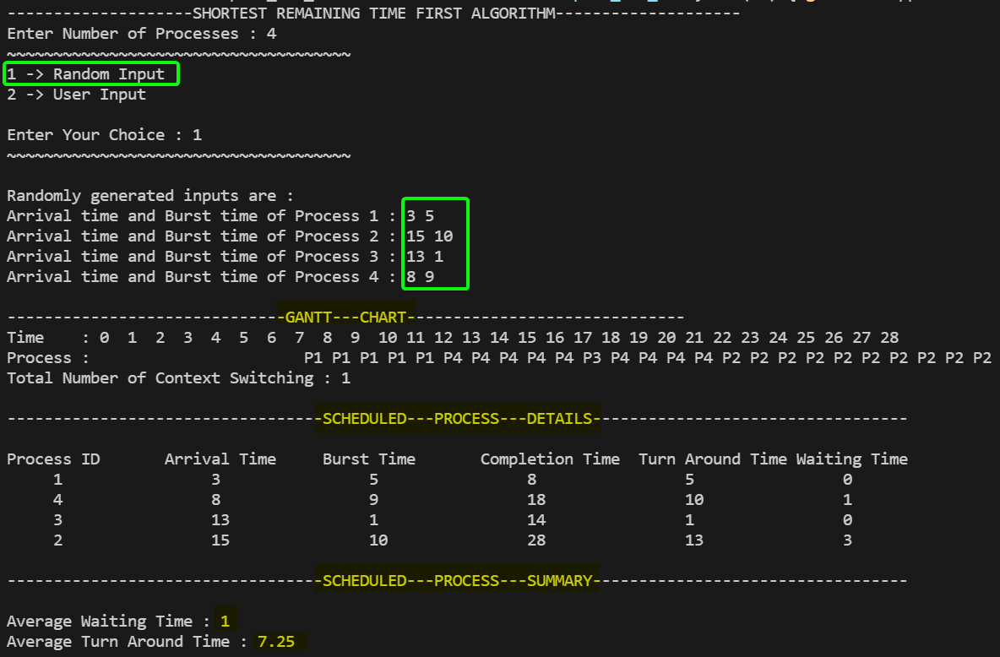 --------------------SHORTEST REMAINING TIME FIRST ALGORITHM--------------------
Enter Number of Processes : 4
~~~~~~~~~~~~~~~~~~~~~~~~~~~~~~~~~~~~~
1 -> Random Input
2 -> User Input
Enter Your Choice : 1
~~~~~~~~~~~~~~~~~~~~~~~~~~~~~~~~~~~~~
Randomly generated inputs are :
Arrival time and Burst time of Process 1 : 3 5
Arrival time and Burst time of Process 2 : 15 10
Arrival time and Burst time of Process 3 : 13 1
Arrival time and Burst time of Process 4 : 8 9
------------------------------GANTT---CHART------------------------------
Time    : 0  1  2  3  4  5  6  7  8  9  10 11 12 13 14 15 16 17 18 19 20 21 22 23 24 25 26 27 28
Process :                       P1 P1 P1 P1 P1 P4 P4 P4 P4 P4 P3 P4 P4 P4 P4 P2 P2 P2 P2 P2 P2 P2 P2 P2 P2
Total Number of Context Switching : 1
----------------------------------SCHEDULED---PROCESS---DETAILS----------------------------------
Process ID       Arrival Time     Burst Time       Completion Time  Turn Around Time Waiting Time
     1                3                5                8                5                0
     4                8                9                18               10               1
     3                13               1                14               1                0
     2                15               10               28               13               3
----------------------------------SCHEDULED---PROCESS---SUMMARY----------------------------------
Average Waiting Time : 1
Average Turn Around Time : 7.25